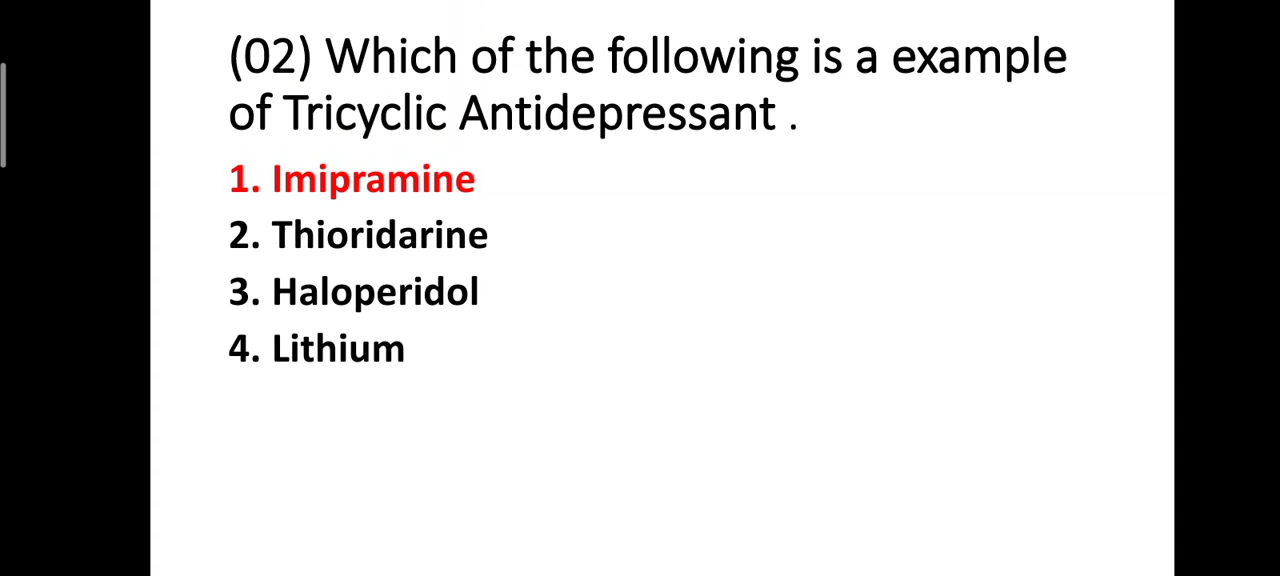 (02) Which of the following is a example
of Tricyclic Antidepressant .
1. Imipramine
2. Thioridarine
3. Haloperidol
4. Lithium